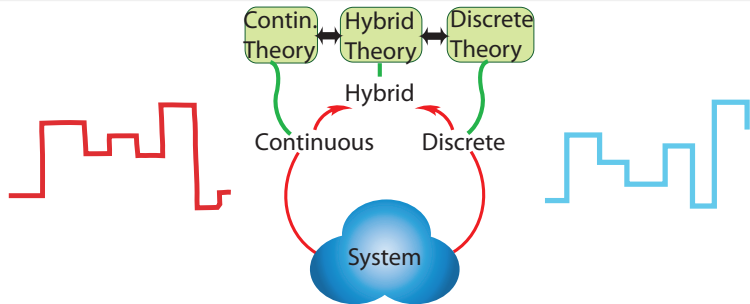 Contin.
Theory
Hybrid
Theory
Discrete
Theory
Hybrid
Continuous
Discrete
System